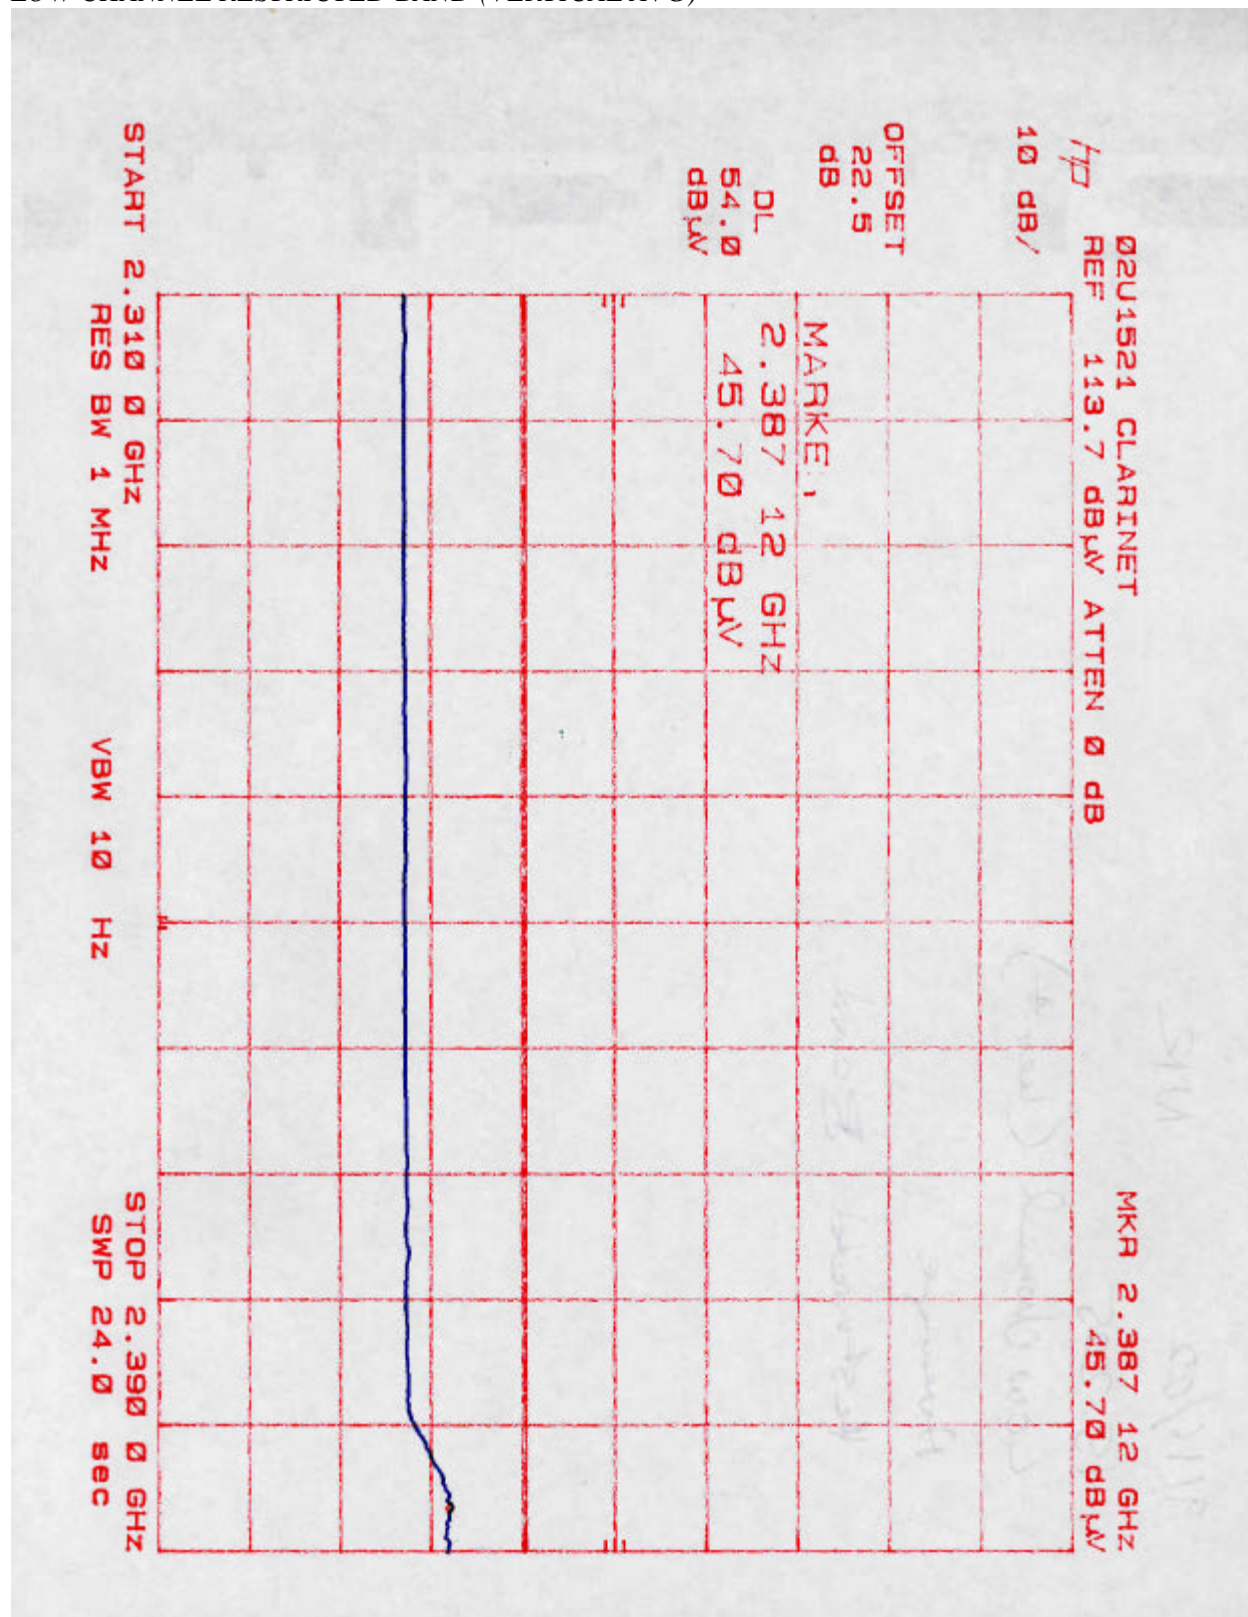 LOW CHANNEL RESTRICTED BAND (VERTICAL AVG)
02U1521 CLARINET
REF 113.7 dBµV ATTEN 0 dB
MKR 2.387 12 GHz
45.70 dBµV
hp
10 dB/
OFFSET
22.5
dB
DL
54.0
dBµV
MARKER
2.387 12 GHz
45.70 dBµV
START 2.310 0 GHz
RES BW 1 MHz
VBW 10 Hz
STOP 2.390 0 GHz
SWP 24.0 sec